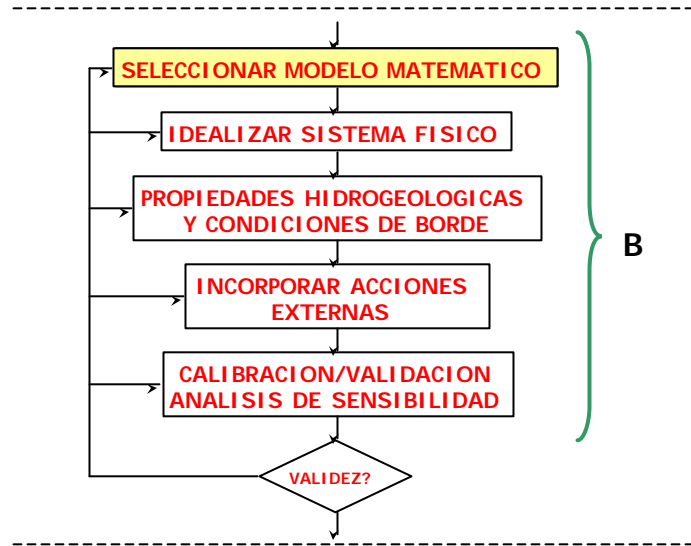 SELECCIONAR MODELO MATEMATICO
IDEALIZAR SISTEMA FISICO
PROPIEDADES HIDROGEOLOGICAS
Y CONDICIONES DE BORDE
B
INCORPORAR ACCIONES
EXTERNAS
CALIBRACION/VALIDACION
ANALISIS DE SENSIBILIDAD
VALIDEZ?